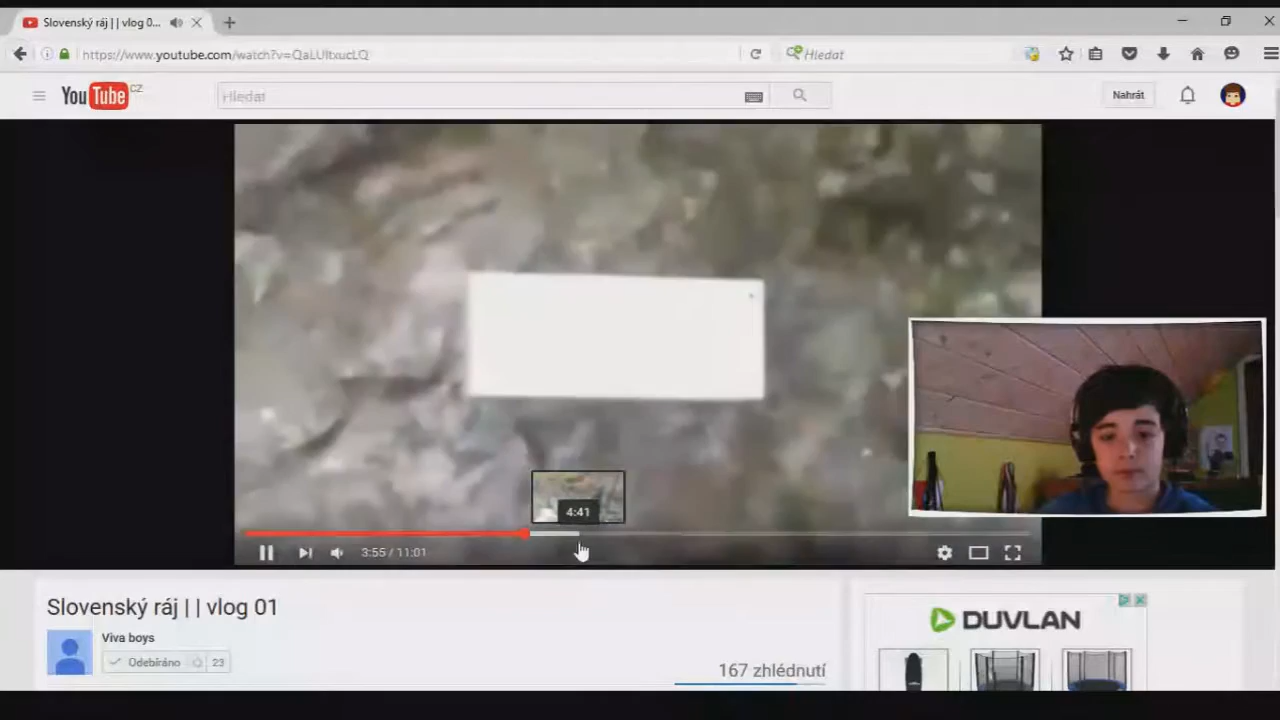 Slovenský ráj | | vlog 0...
https://www.youtube.com/watch?v=QaLUltxucLQ
Hledat
YouTube CZ
Hledat
Nahrát
4:41
3:55 / 11:01
Slovenský ráj | | vlog 01
Viva boys
Odebíráno 23
167 zhlédnutí
DUVLAN